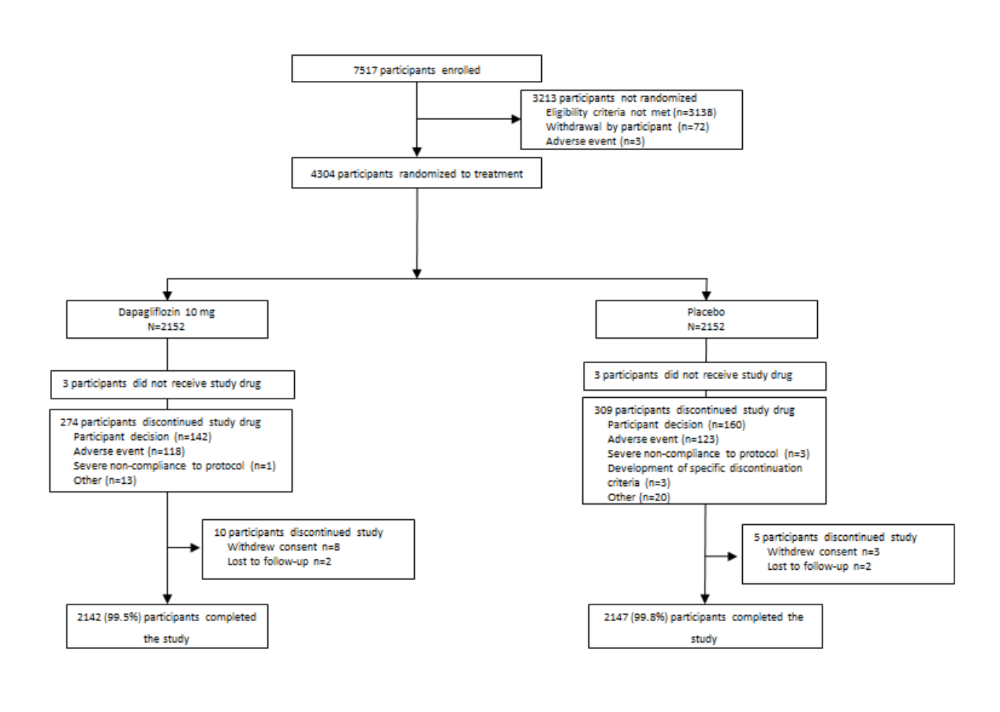 7517 participants enrolled
3213 participants not randomized
Eligibility criteria not met (n=3138)
Withdrawal by participant (n=72)
Adverse event (n=3)
4304 participants randomized to treatment
Dapagliflozin 10 mg
N=2152
Placebo
N=2152
3 participants did not receive study drug
3 participants did not receive study drug
274 participants discontinued study drug
Participant decision (n=142)
Adverse event (n=118)
Severe non-compliance to protocol (n=1)
Other (n=13)
309 participants discontinued study drug
Participant decision (n=160)
Adverse event (n=123)
Severe non-compliance to protocol (n=3)
Development of specific discontinuation
criteria (n=3)
Other (n=20)
10 participants discontinued study
Withdrew consent n=8
Lost to follow-up n=2
5 participants discontinued study
Withdrew consent n=3
Lost to follow-up n=2
2142 (99.5%) participants completed
the study
2147 (99.8%) participants completed the
study